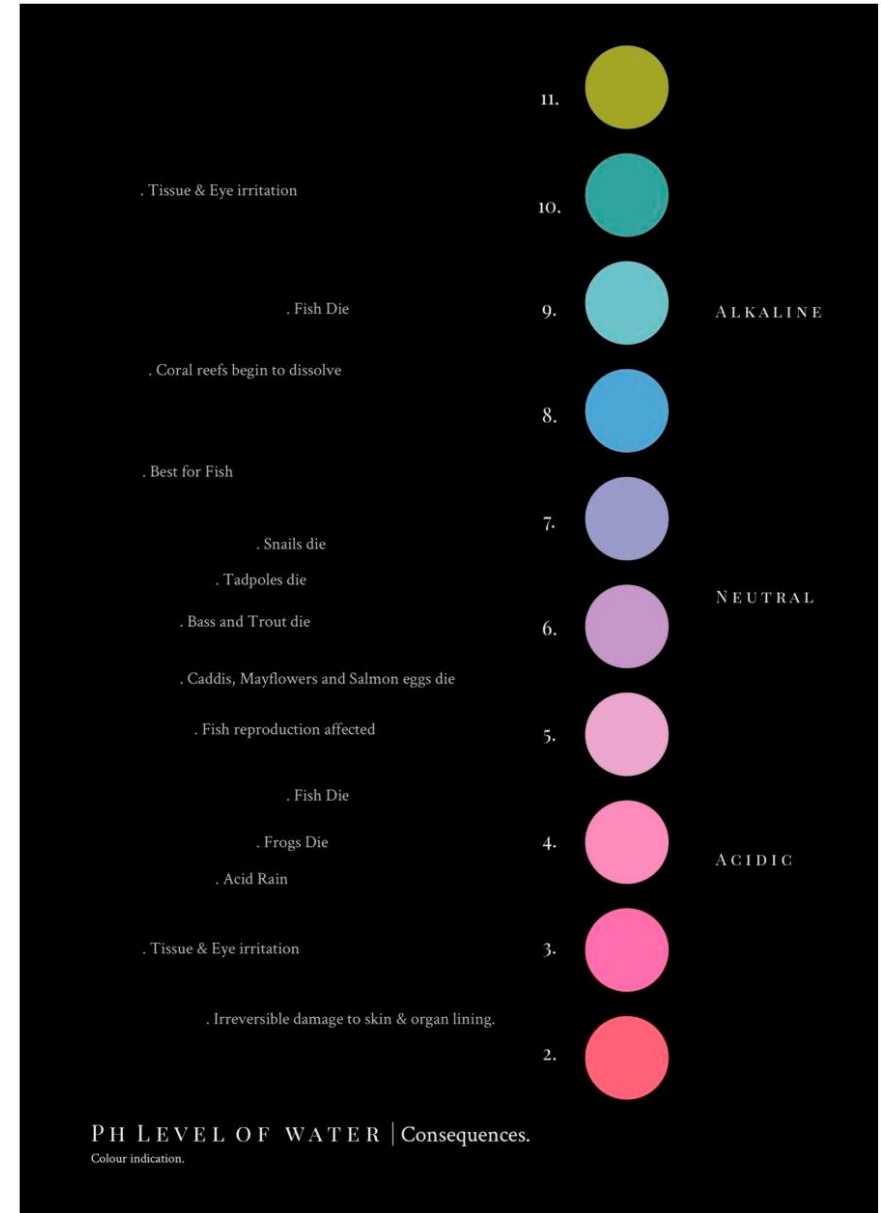 11.
. Tissue & Eye irritation
10.
. Fish Die
9.
Alkaline
. Coral reefs begin to dissolve
8.
. Best for Fish
7.
. Snails die
. Tadpoles die
Neutral
. Bass and Trout die
6.
. Caddis, Mayflowers and Salmon eggs die
. Fish reproduction affected
5.
. Fish Die
. Frogs Die
4.
Acidic
. Acid Rain
. Tissue & Eye irritation
3.
. Irreversible damage to skin & organ lining.
2.
Ph Level of water | Consequences.
Colour indication.